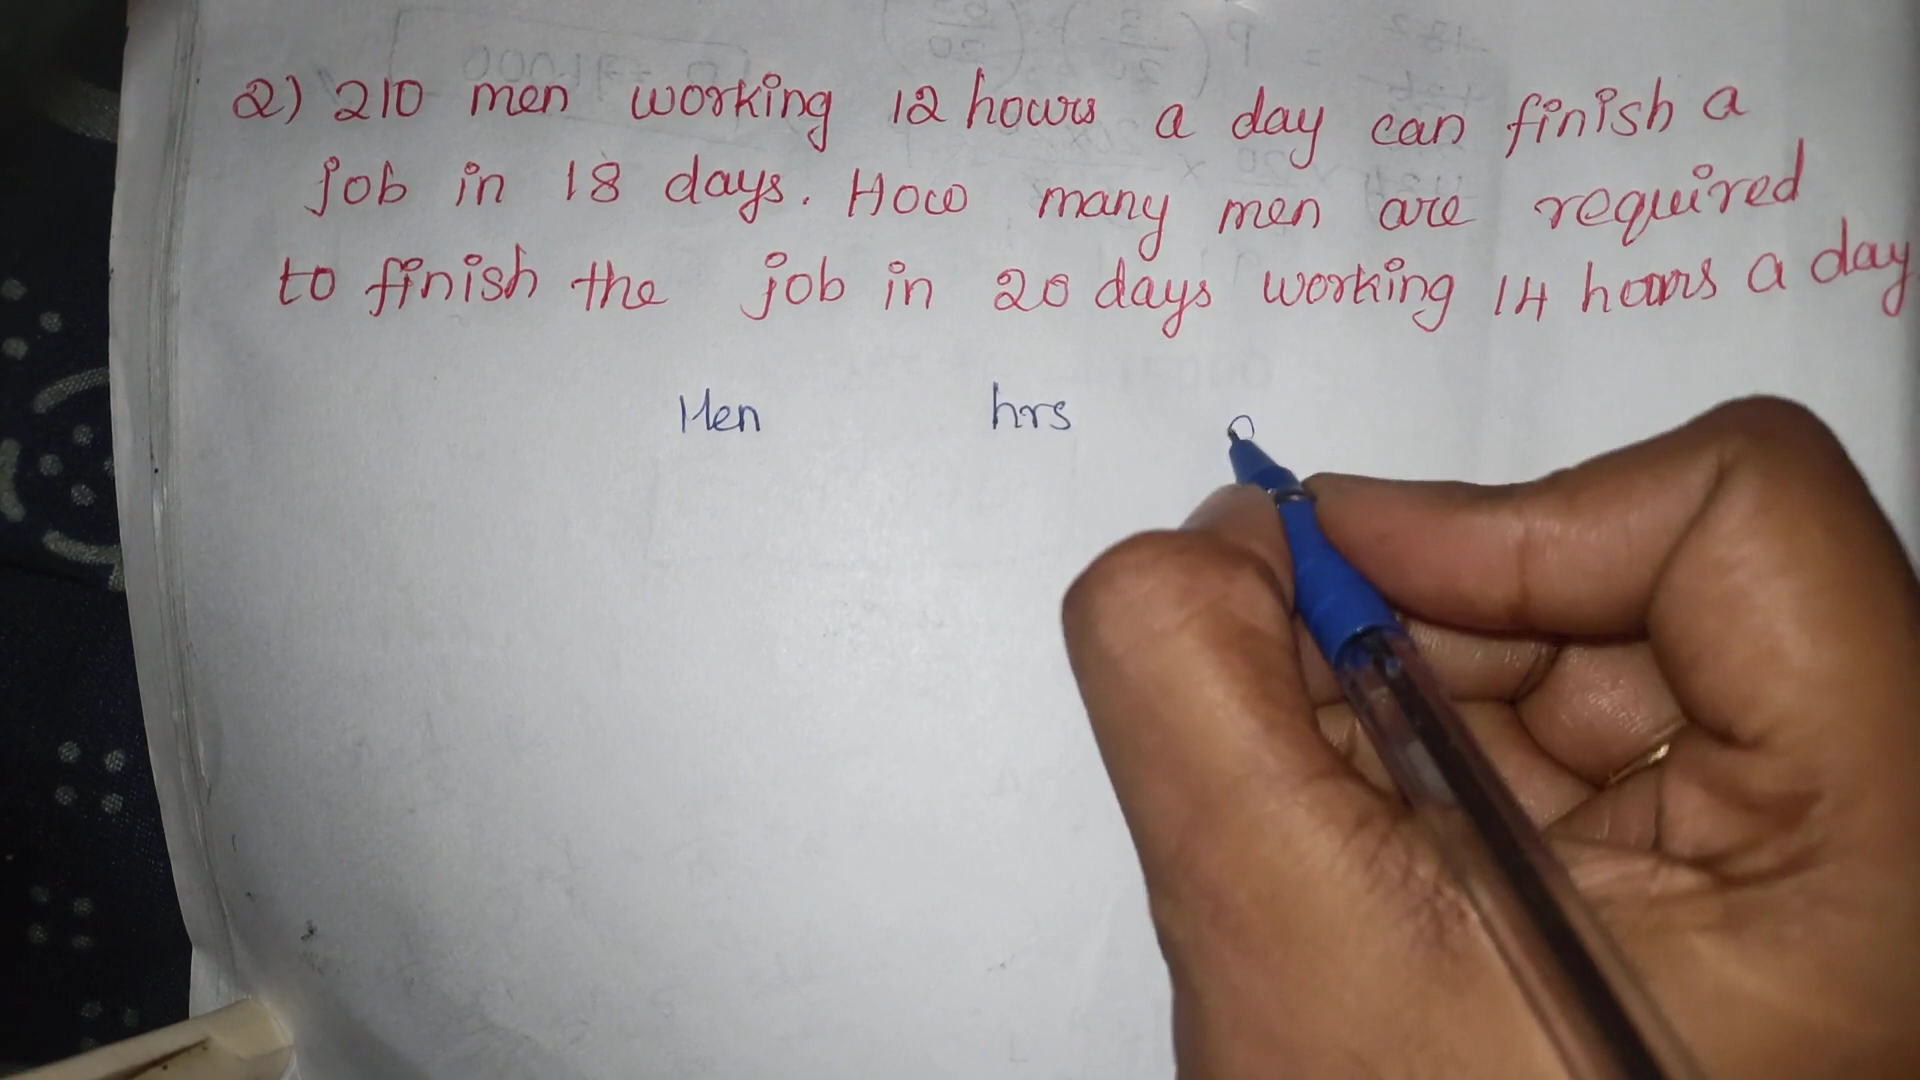 2) 210 men working 12 hours a day can finish a
job in 18 days. How many men are required
to finish the job in 20 days working 14 hours a day
Men hrs